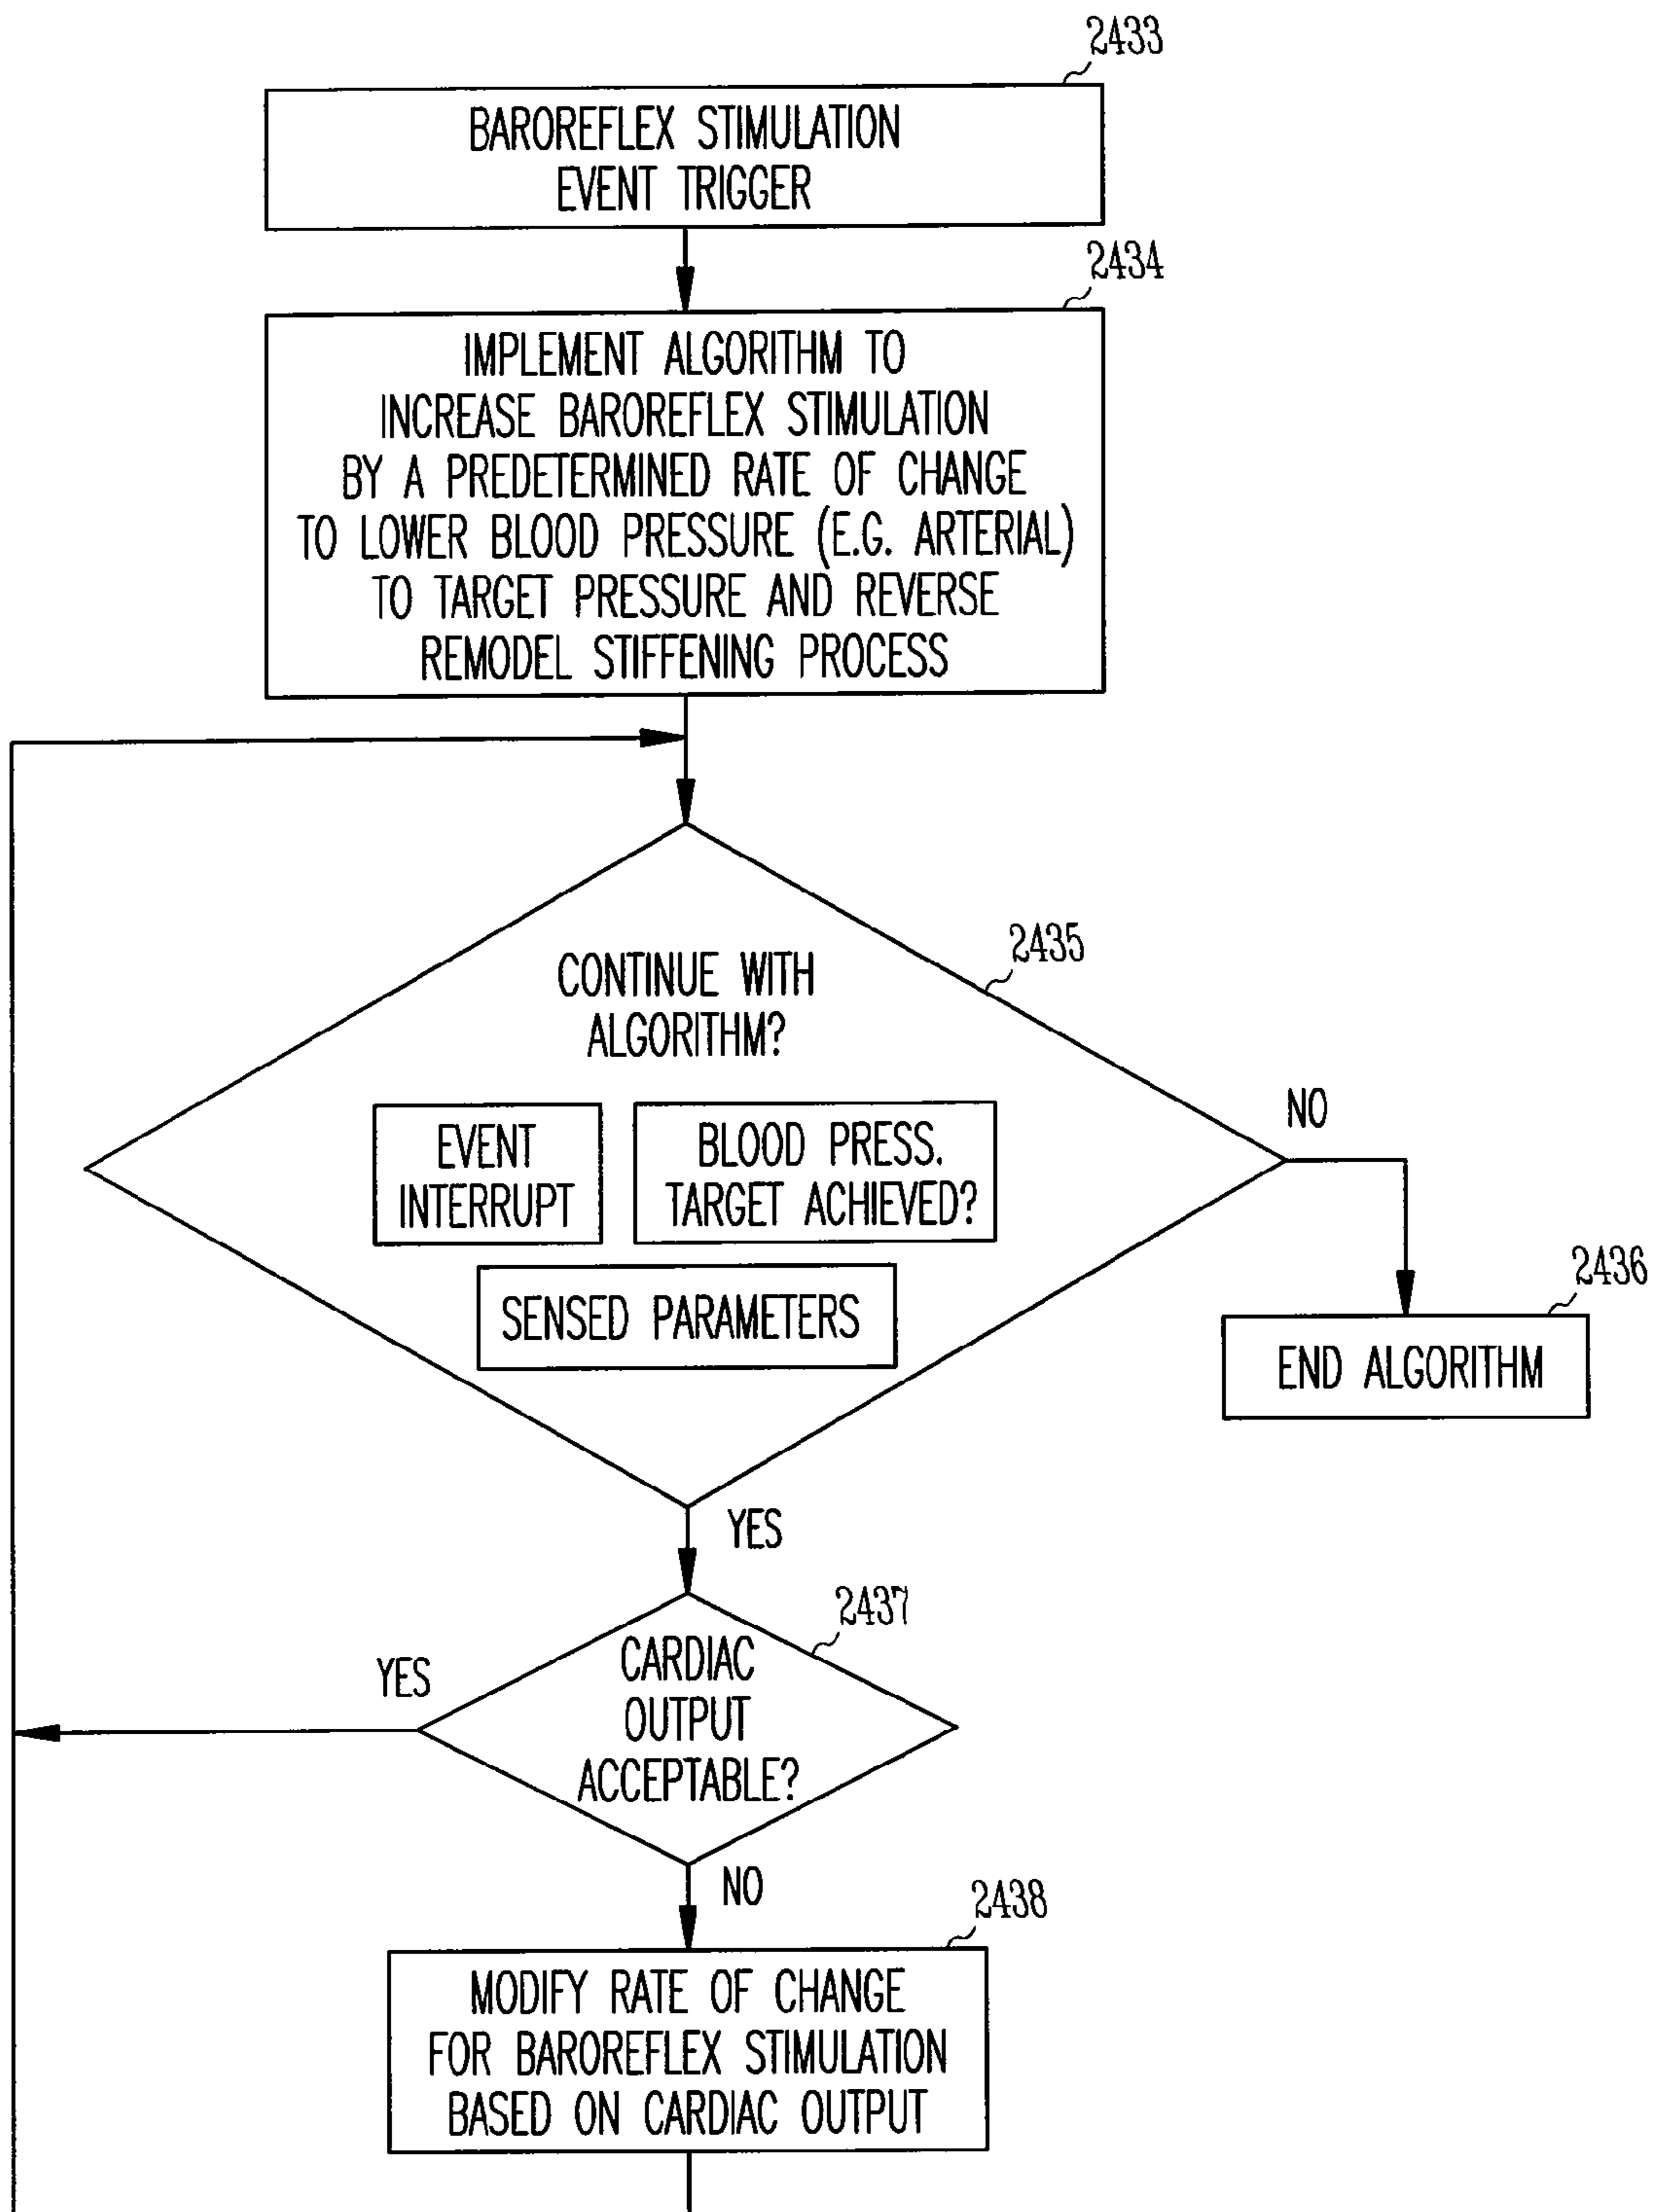 2433
BAROREFLEX STIMULATION
EVENT TRIGGER
2434
IMPLEMENT ALGORITHM TO
INCREASE BAROREFLEX STIMULATION
BY A PREDETERMINED RATE OF CHANGE
TO LOWER BLOOD PRESSURE (E.G. ARTERIAL)
TO TARGET PRESSURE AND REVERSE
REMODEL STIFFENING PROCESS
2435
CONTINUE WITH
ALGORITHM?
EVENT
INTERRUPT
BLOOD PRESS.
TARGET ACHIEVED?
SENSED PARAMETERS
NO
2436
END ALGORITHM
YES
2437
CARDIAC
OUTPUT
ACCEPTABLE?
YES
NO
2438
MODIFY RATE OF CHANGE
FOR BAROREFLEX STIMULATION
BASED ON CARDIAC OUTPUT